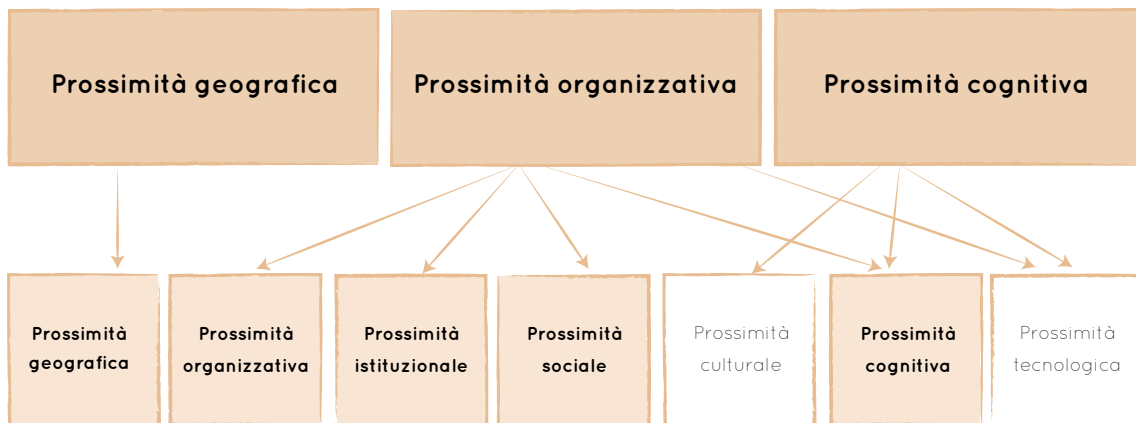 Prossimità geografica
Prossimità organizzativa
Prossimità cognitiva
Prossimità
geografica
Prossimità
organizzativa
Prossimità
istituzionale
Prossimità
sociale
Prossimità
culturale
Prossimità
cognitiva
Prossimità
tecnologica